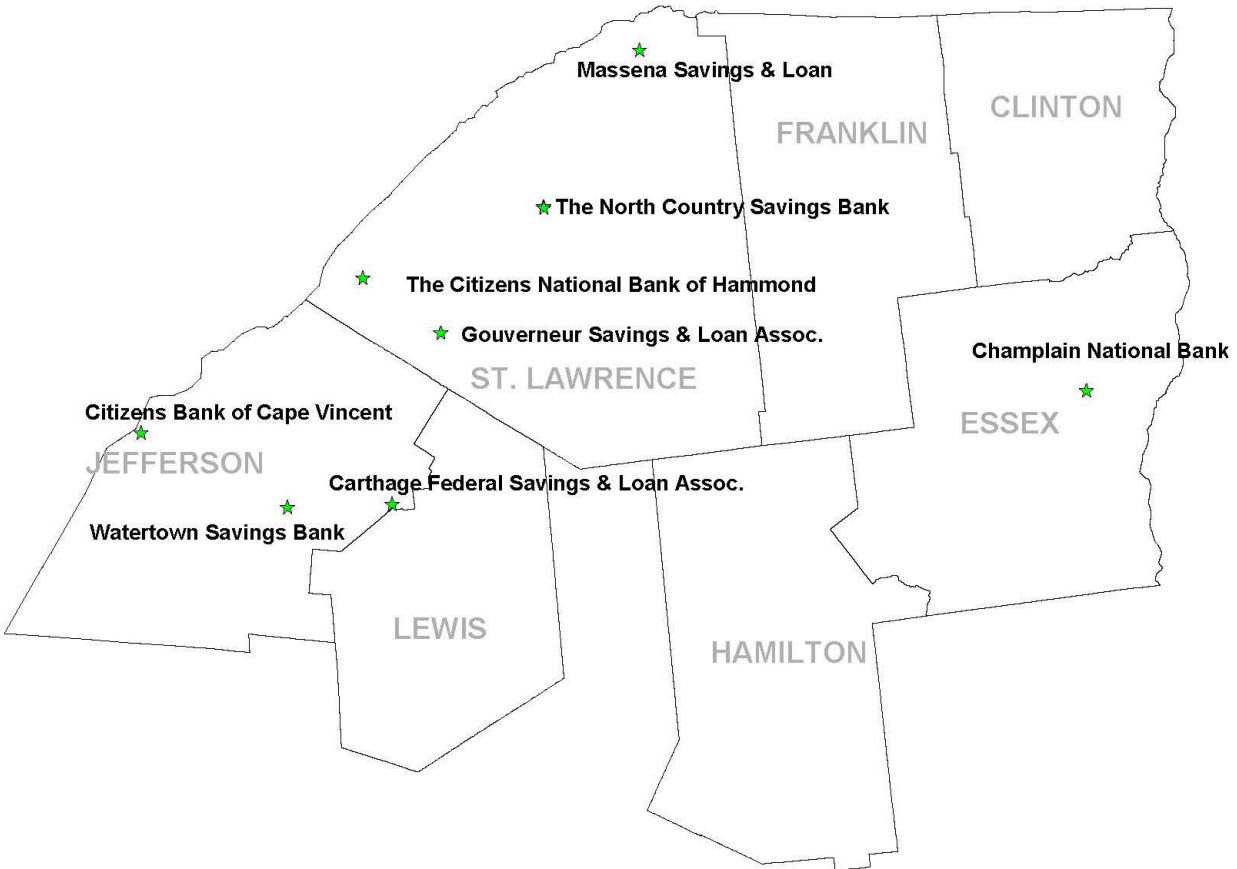 Massena Savings & Loan
CLINTON
FRANKLIN
The North Country Savings Bank
The Citizens National Bank of Hammond
Gouverneur Savings & Loan Assoc.
Champlain National Bank
ST. LAWRENCE
Citizens Bank of Cape Vincent
ESSEX
JEFFERSON
Carthage Federal Savings & Loan Assoc.
Watertown Savings Bank
LEWIS
HAMILTON